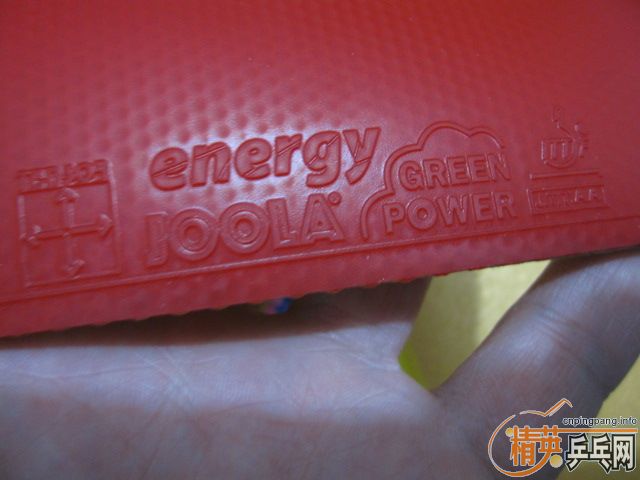 energy
JOOLA
GREEN
POWER
cnpingpang.info
精英乒乓网